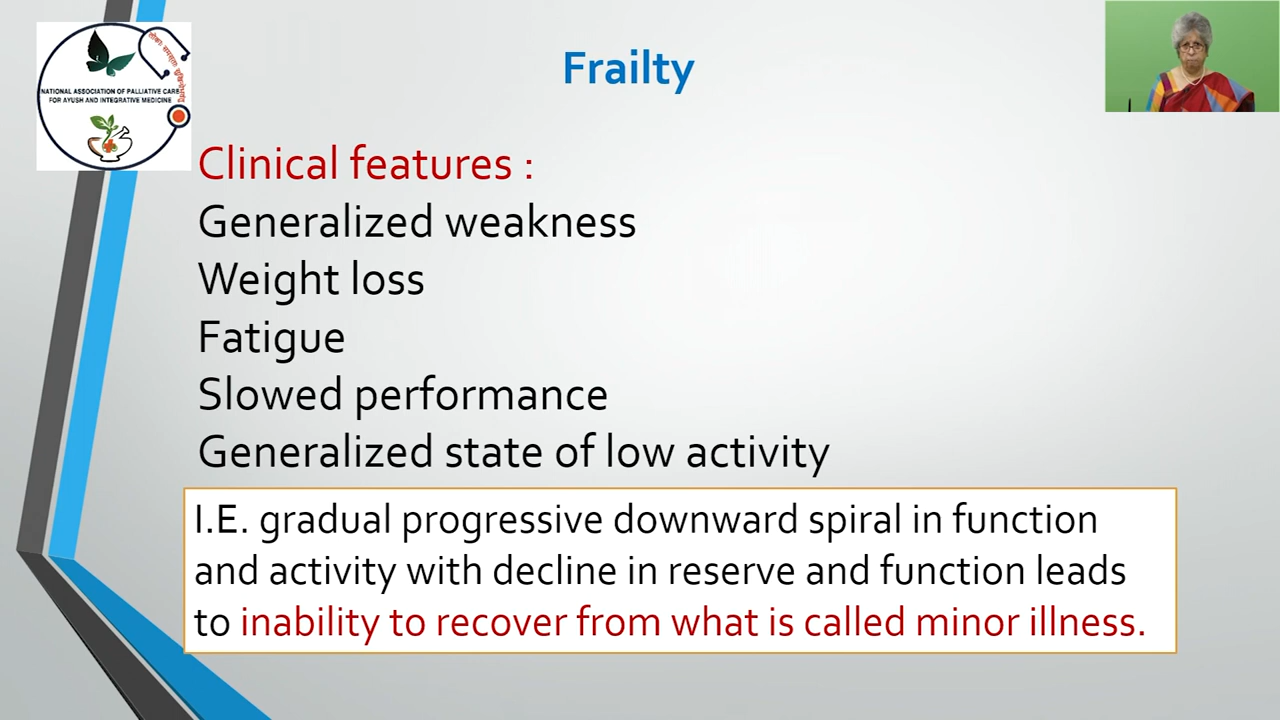 NATIONAL ASSOCIATION OF PALLIATIVE CARE
FOR AYUSH AND INTEGRATIVE MEDICINE
Frailty
Clinical features :
Generalized weakness
Weight loss
Fatigue
Slowed performance
Generalized state of low activity
I.E. gradual progressive downward spiral in function
and activity with decline in reserve and function leads
to inability to recover from what is called minor illness.